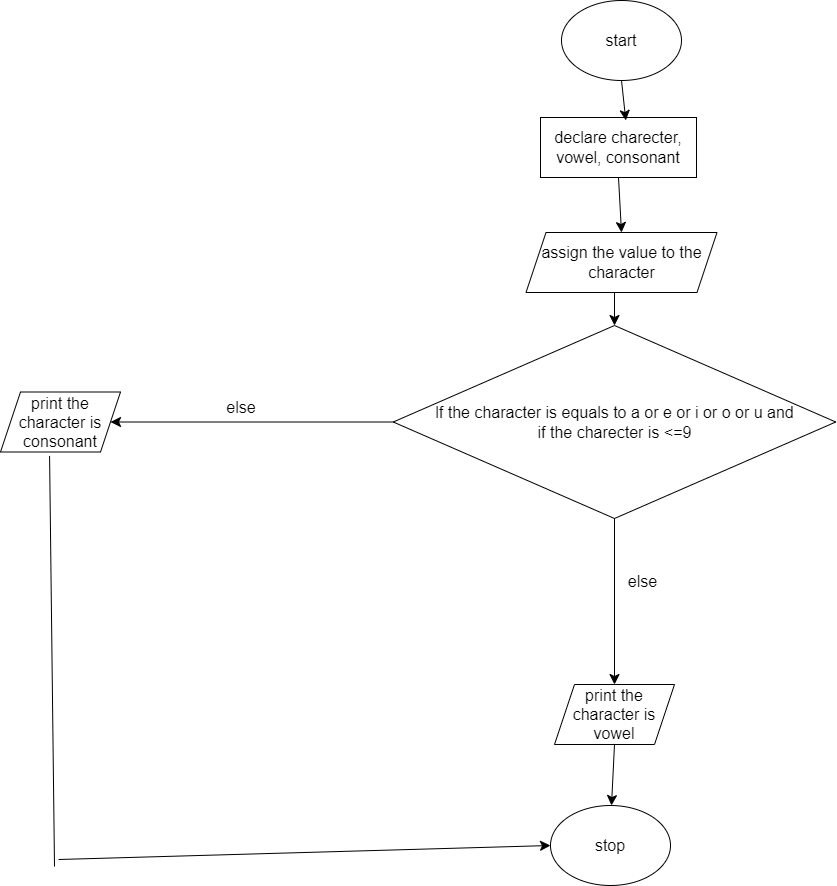 start
declare charecter,
vowel, consonant
assign the value to the
character
If the character is equals to a or e or i or o or u and
if the charecter is <=9
else
print the
character is
consonant
else
print the
character is
vowel
stop